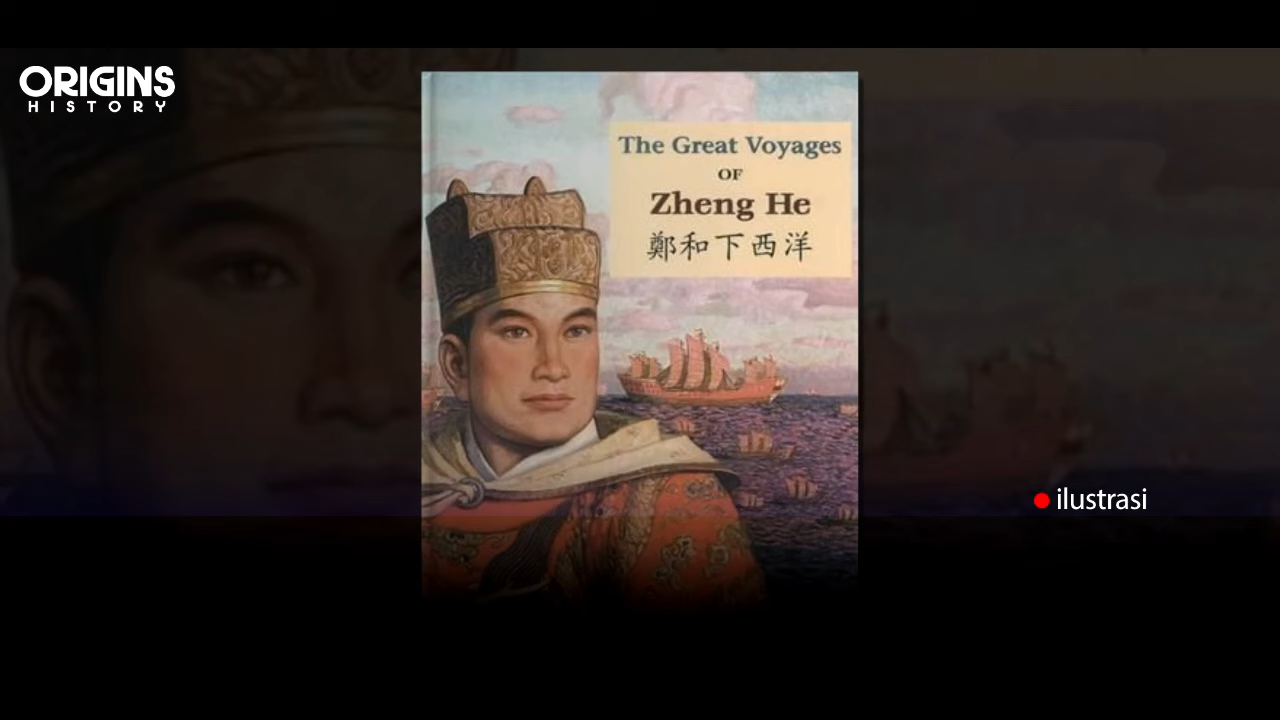 ORIGINS
HISTORY
The Great Voyages
OF
Zheng He
鄭和下西洋
ilustrasi